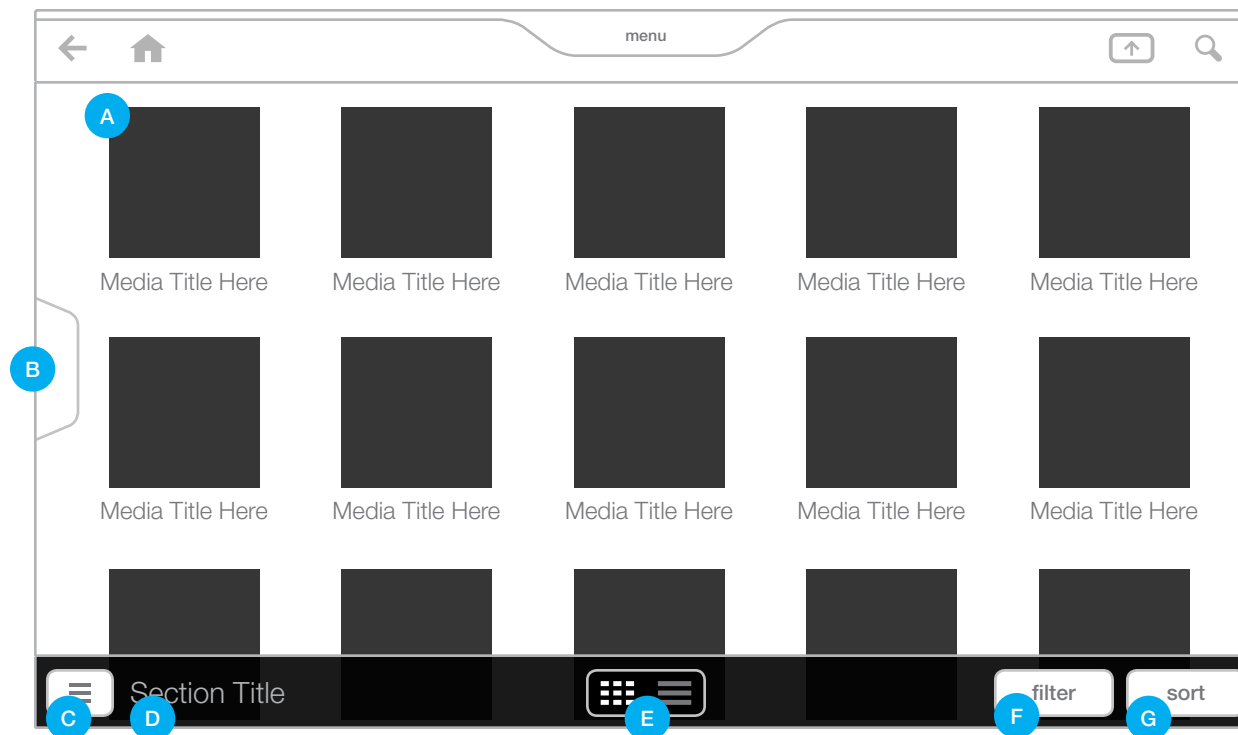 menu
A
Media Title Here Media Title Here Media Title Here Media Title Here Media Title Here
B
Media Title Here Media Title Here Media Title Here Media Title Here Media Title Here
Section Title filter sort
C D E F G